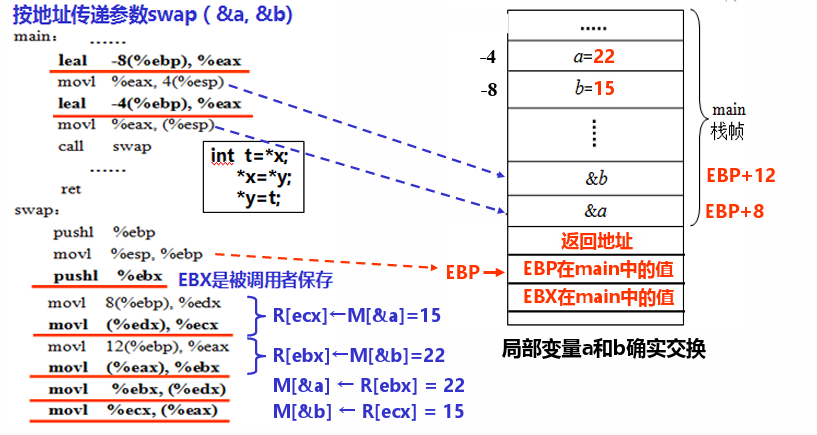 按地址传递参数swap（&a, &b)
main:
……
leal -8(%ebp), %eax
movl %eax, 4(%esp)
leal -4(%ebp), %eax
movl %eax, (%esp)
call swap
……
ret
swap:
pushl %ebp
movl %esp, %ebp
pushl %ebx
EBX是被调用者保存
movl 8(%ebp), %edx
movl (%edx), %ecx
R[ecx]←M[&a]=15
movl 12(%ebp), %eax
movl (%eax), %ebx
R[ebx]←M[&b]=22
movl %ebx, (%edx)
M[&a] ← R[ebx] = 22
movl %ecx, (%eax)
M[&b] ← R[ecx] = 15
int t=*x;
*x=*y;
*y=t;
.....
-4
a=22
-8
b=15
main
栈帧
&b
EBP+12
&a
EBP+8
返回地址
EBP
EBP在main中的值
EBX在main中的值
局部变量a和b确实交换